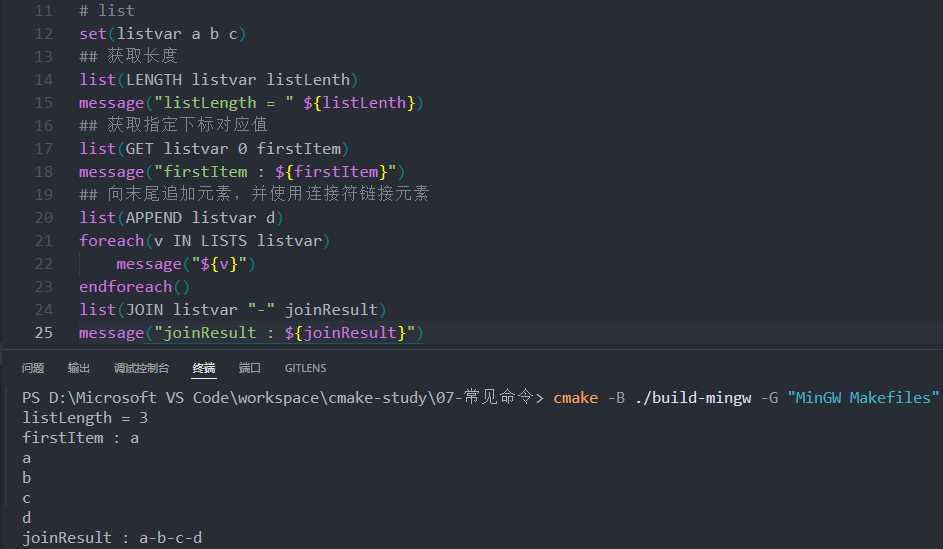 11 # list
12 set(listvar a b c)
13 ## 获取长度
14 list(LENGTH listvar listLenth)
15 message("listLength = " ${listLenth})
16 ## 获取指定下标对应值
17 list(GET listvar 0 firstItem)
18 message("firstItem : ${firstItem}")
19 ## 向末尾追加元素，并使用连接符链接元素
20 list(APPEND listvar d)
21 foreach(v IN LISTS listvar)
22     message("${v}")
23 endforeach()
24 list(JOIN listvar "-" joinResult)
25 message("joinResult : ${joinResult}")
问题 输出 调试控制台 终端 端口 GITLENS
PS D:\Microsoft VS Code\workspace\cmake-study\07-常见命令> cmake -B ./build-mingw -G "MinGW Makefiles"
listLength = 3
firstItem : a
a
b
c
d
joinResult : a-b-c-d